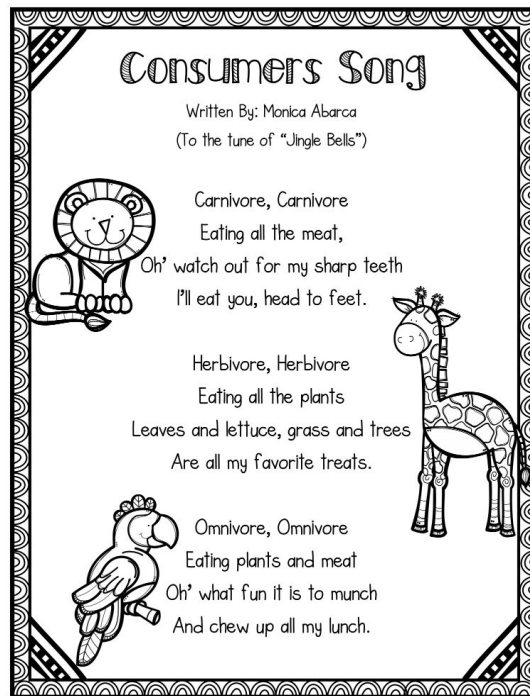 Consumers Song
Written By: Monica Abarca
(To the tune of “Jingle Bells”)
Carnivore, Carnivore
Eating all the meat,
Oh’ watch out for my sharp teeth
I’ll eat you, head to feet.
Herbivore, Herbivore
Eating all the plants
Leaves and lettuce, grass and trees
Are all my favorite treats.
Omnivore, Omnivore
Eating plants and meat
Oh’ what fun it is to munch
And chew up all my lunch.